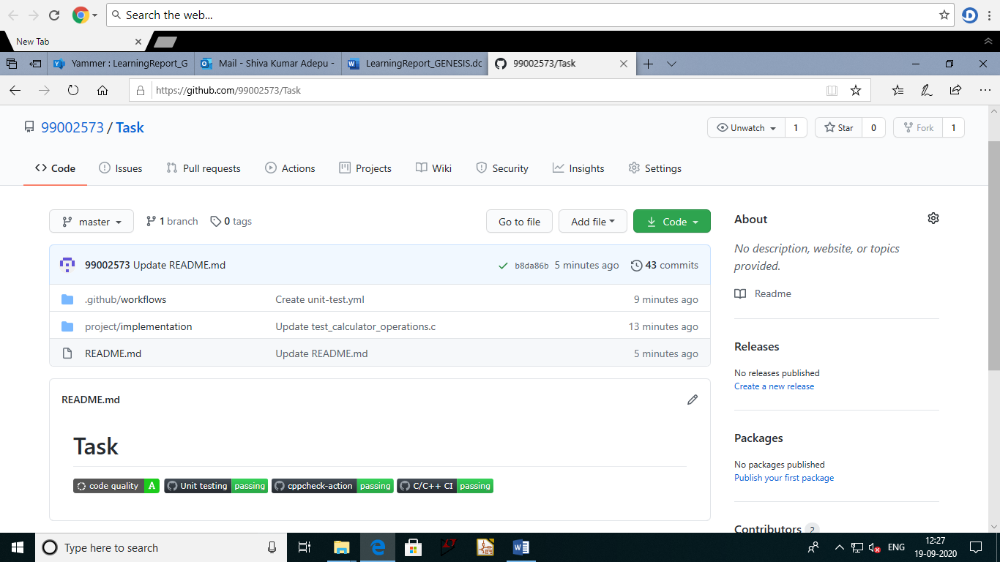 Search the web...
New Tab
Yammer : LearningReport_G
Mail - Shiva Kumar Adepu -
LearningReport_GENESIS.dc
99002573/Task
https://github.com/99002573/Task
99002573 / Task
Unwatch 1
Star 0
Fork 1
Code
Issues
Pull requests
Actions
Projects
Wiki
Security
Insights
Settings
master
1 branch
0 tags
Go to file
Add file
Code
99002573 Update README.md
b8da86b 5 minutes ago
43 commits
.github/workflows
Create unit-test.yml
9 minutes ago
project/implementation
Update test_calculator_operations.c
13 minutes ago
README.md
Update README.md
5 minutes ago
README.md
Task
code quality A
Unit testing passing
cppcheck-action passing
C/C++ CI passing
About
No description, website, or topics
provided.
Readme
Releases
No releases published
Create a new release
Packages
No packages published
Publish your first package
Contributors 2
Type here to search
ENG
12:27
19-09-2020